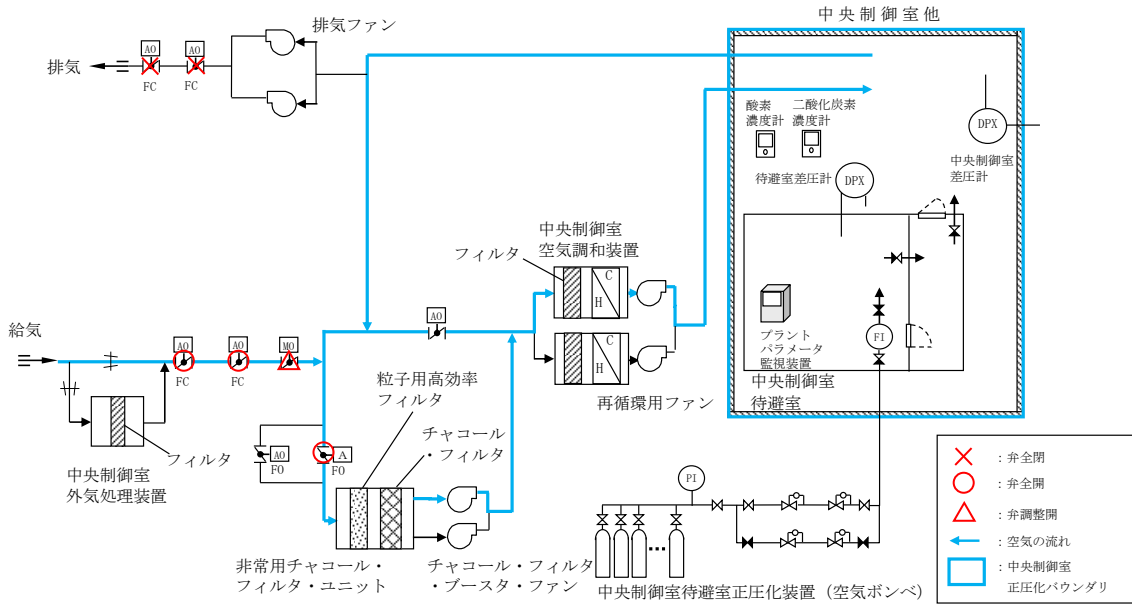 中央制御室他
排気ファン
AO
AO
排気
FC
FC
酸素
濃度計
二酸化炭素
濃度計
DPX
中央制御室
差圧計
待避室差圧計
DPX
中央制御室
空気調和装置
フィルタ
C
H
C
H
再循環用ファン
AO
給気
AO
AO
MO
FC
FC
フィルタ
中央制御室
外気処理装置
粒子用高効率
フィルタ
チャコール
・フィルタ
AO
FO
A
FO
非常用チャコール・
フィルタ・ユニット
チャコール・フィルタ
・ブースタ・ファン
プラント
パラメータ
監視装置
FI
中央制御室
待避室
PI
中央制御室待避室正圧化装置（空気ボンベ）
：弁全閉
：弁全開
：弁調整開
：空気の流れ
：中央制御室
正圧化バウンダリ